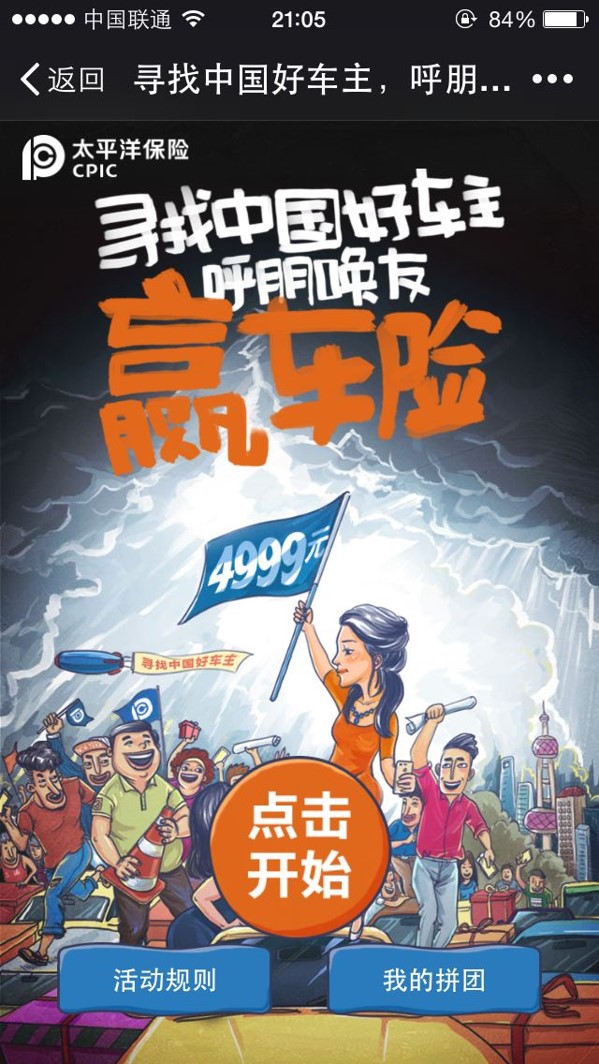 中国联通
21:05
84%
返回
寻找中国好车主，呼朋...
太平洋保险
CPIC
寻找中国好车主
呼朋唤友
赢车险
4999元
寻找中国好车主
点击
开始
活动规则
我的拼团